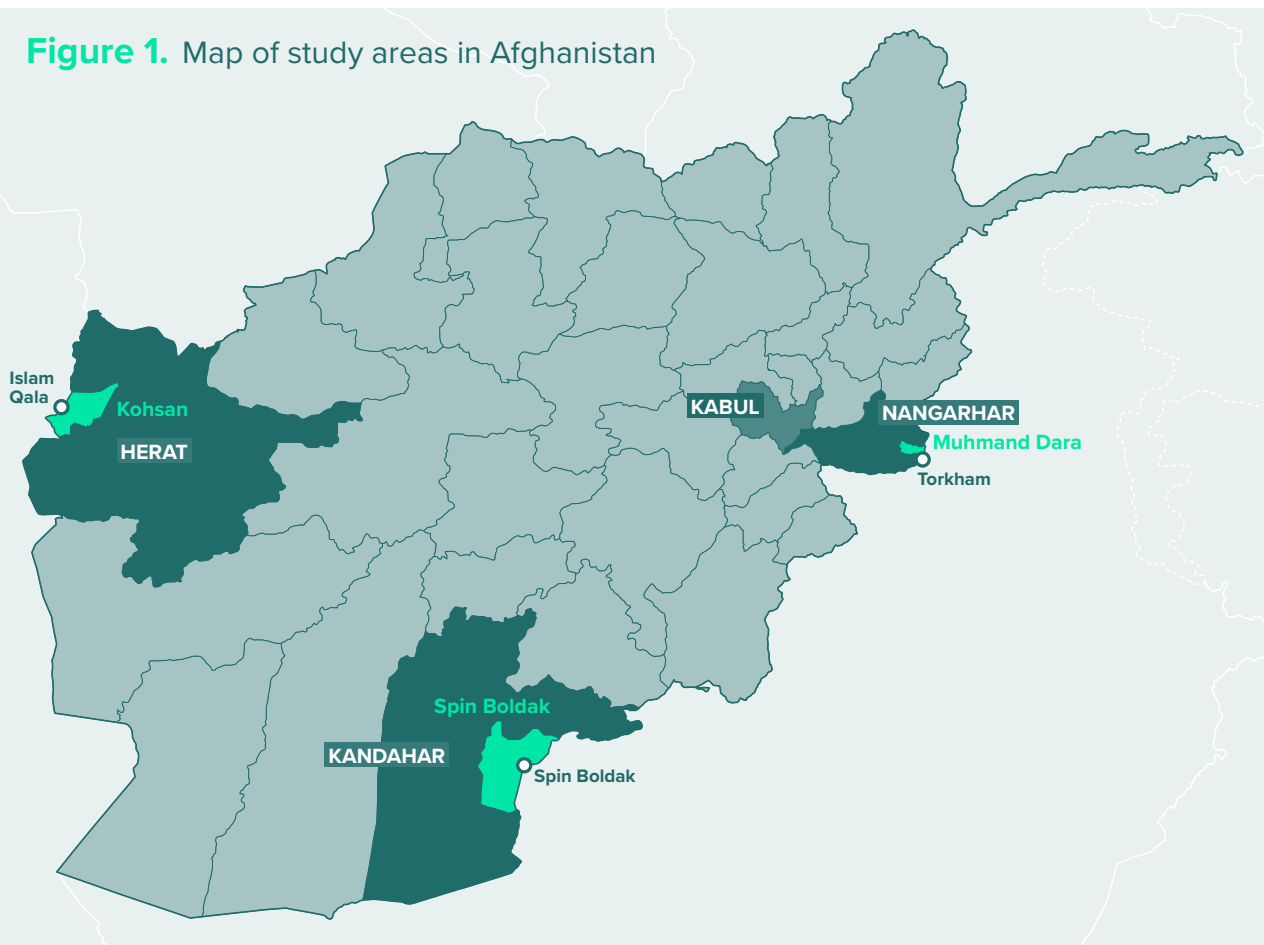 Figure 1. Map of study areas in Afghanistan
Islam
Qala
Kohsan
HERAT
KABUL
NANGARHAR
Muhmand Dara
Torkham
Spin Boldak
KANDAHAR
Spin Boldak